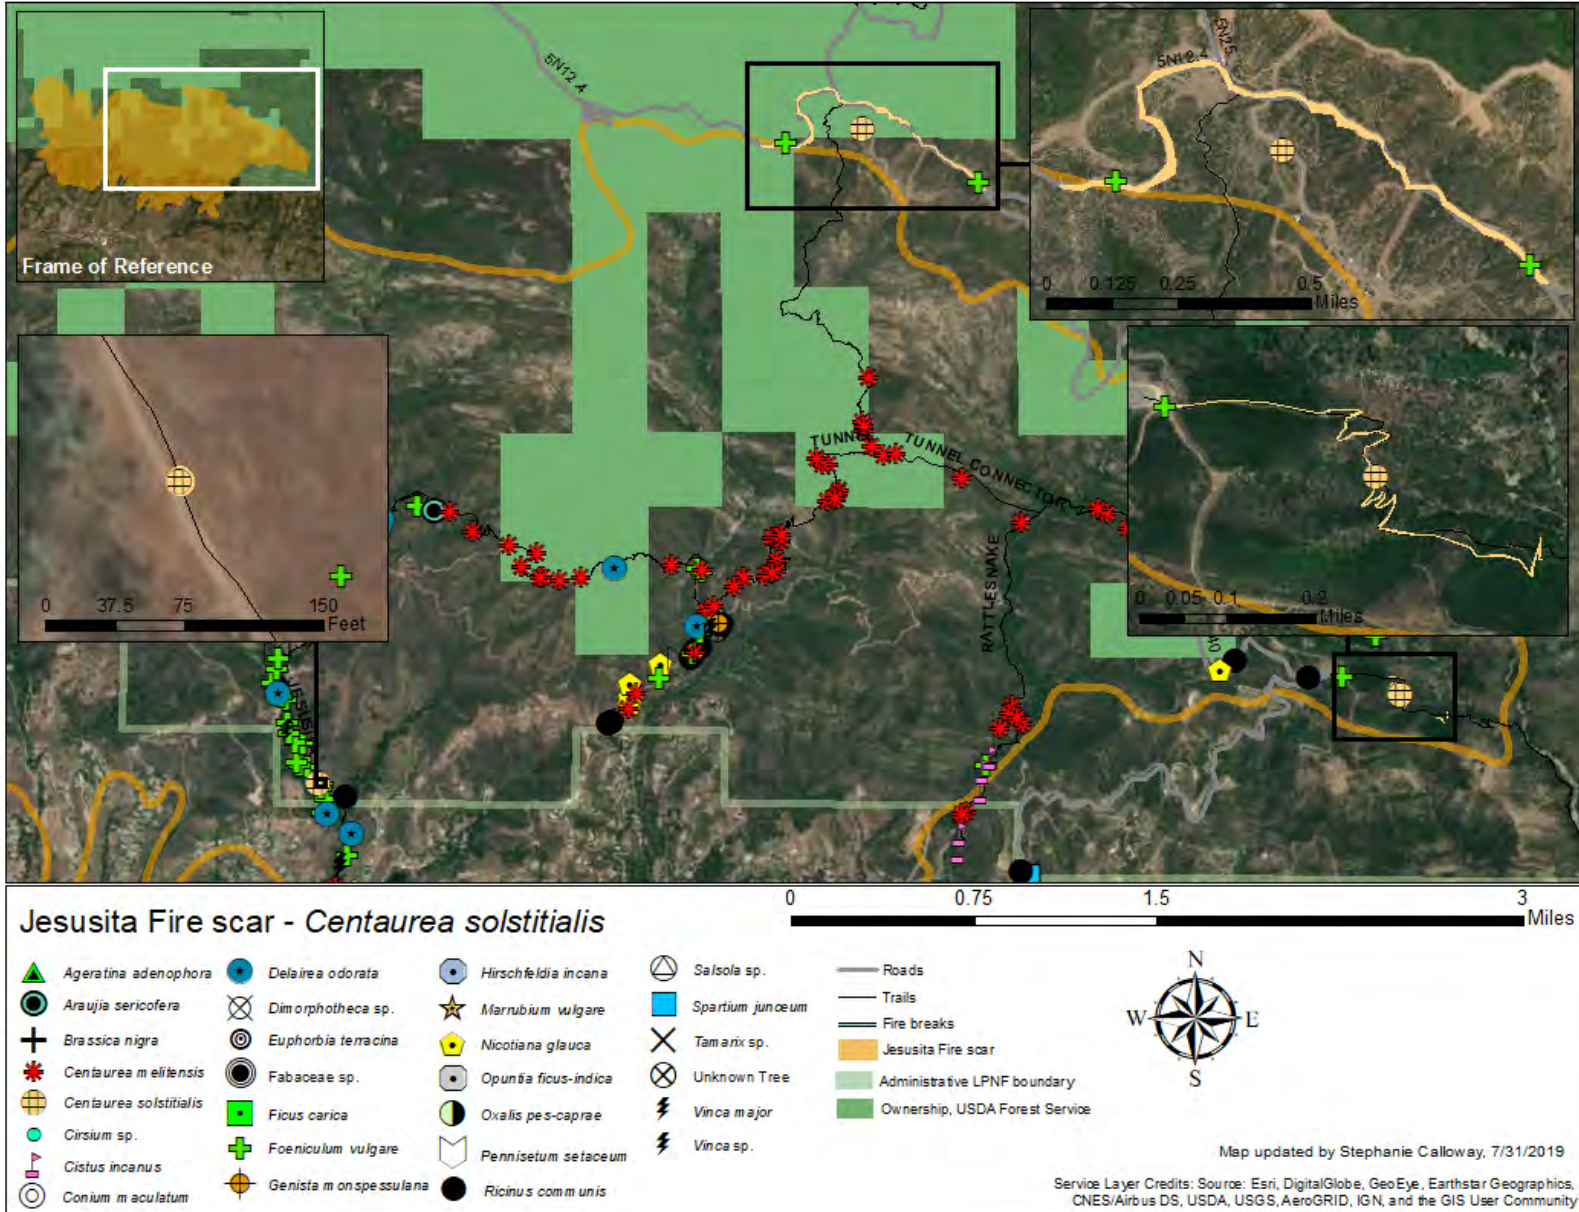 5N12.4
Frame of Reference
5N25
5N12.4
0 0.125 0.25 0.5
Miles
0 37.5 75 150
Feet
TUNNEL
TUNNEL CONNECTOR
RATTLESNAKE
0 0.05 0.1 0.2
Miles
Jesusita Fire scar - Centaurea solstitialis
0 0.75 1.5 3
Miles
Ageratina adenophora
Araujia sericofera
Brassica nigra
Centaurea melitensis
Centaurea solstitialis
Cirsium sp.
Cistus incanus
Conium maculatum
Delairea odorata
Dimorphotheca sp.
Euphorbia terracina
Fabaceae sp.
Ficus carica
Foeniculum vulgare
Genista monspessulana
Hirschfeldia incana
Marrubium vulgare
Nicotiana glauca
Opuntia ficus-indica
Oxalis pes-caprae
Pennisetum setaceum
Ricinus communis
Salsola sp.
Spartium junceum
Tamarix sp.
Unknown Tree
Vinca major
Vinca sp.
Roads
Trails
Fire breaks
Jesusita Fire scar
Administrative LPNF boundary
Ownership, USDA Forest Service
N
W E
S
Map updated by Stephanie Calloway, 7/31/2019
Service Layer Credits: Source: Esri, DigitalGlobe, GeoEye, Earthstar Geographics,
CNES/Airbus DS, USDA, USGS, AeroGRID, IGN, and the GIS User Community